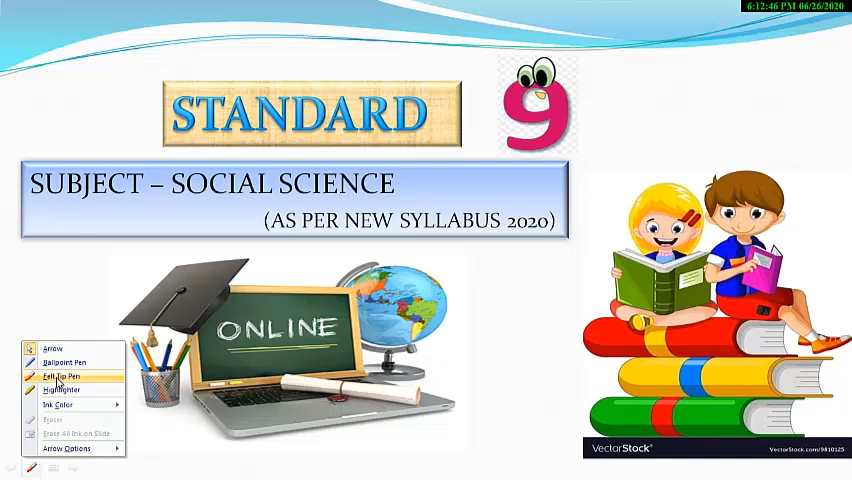 6:12:46 PM 06/26/2020
STANDARD
9
SUBJECT – SOCIAL SCIENCE
(AS PER NEW SYLLABUS 2020)
ONLINE
Arrow
Ballpoint Pen
Felt Tip Pen
Highlighter
Ink Color
Eraser
Erase All Ink on Slide
Arrow Options
VectorStock®
VectorStock.com/9810125